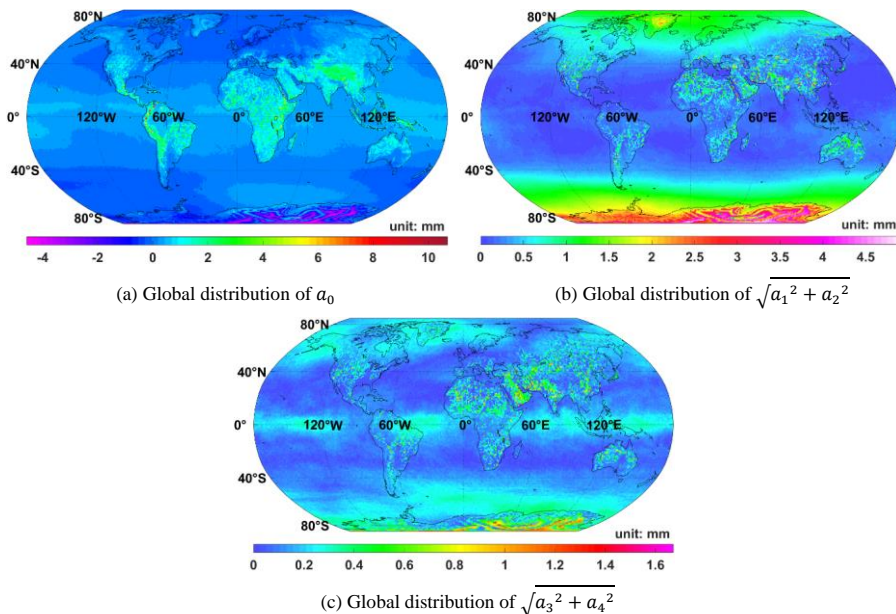 80°N
40°N
0°
120°W 60°W 0° 60°E 120°E
40°S
80°S
unit: mm
-4 -2 0 2 4 6 8 10
(a) Global distribution of a₀
80°N
40°N
0°
120°W 60°W 0° 60°E 120°E
40°S
80°S
unit: mm
0 0.5 1 1.5 2 2.5 3 3.5 4 4.5
(b) Global distribution of √(a₁² + a₂²)
80°N
40°N
0°
120°W 60°W 0° 60°E 120°E
40°S
80°S
unit: mm
0 0.2 0.4 0.6 0.8 1 1.2 1.4 1.6
(c) Global distribution of √(a₃² + a₄²)